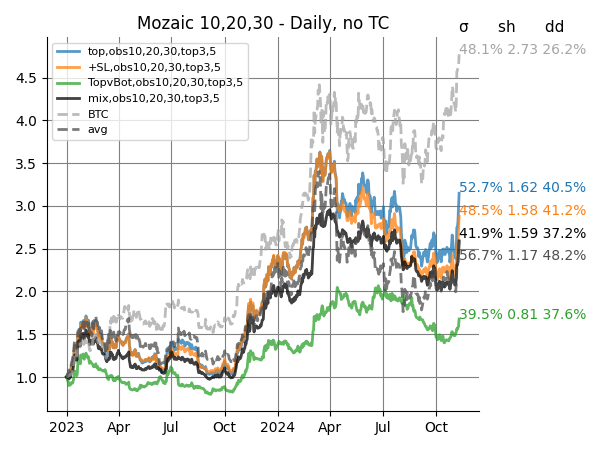 Mozaic 10,20,30 - Daily, no TC
σ sh dd
top,obs10,20,30,top3,5
+SL,obs10,20,30,top3,5
TopvBot,obs10,20,30,top3,5
mix,obs10,20,30,top3,5
BTC
avg
48.1% 2.73 26.2%
52.7% 1.62 40.5%
48.5% 1.58 41.2%
41.9% 1.59 37.2%
56.7% 1.17 48.2%
39.5% 0.81 37.6%
4.5
4.0
3.5
3.0
2.5
2.0
1.5
1.0
2023 Apr Jul Oct 2024 Apr Jul Oct